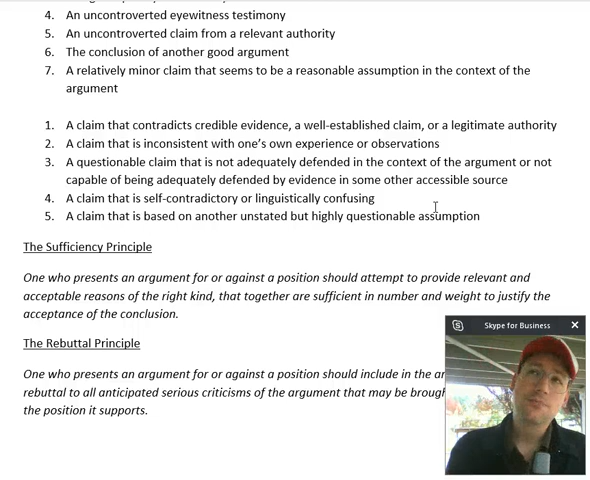 4. An uncontroverted eyewitness testimony
5. An uncontroverted claim from a relevant authority
6. The conclusion of another good argument
7. A relatively minor claim that seems to be a reasonable assumption in the context of the
argument
1. A claim that contradicts credible evidence, a well-established claim, or a legitimate authority
2. A claim that is inconsistent with one's own experience or observations
3. A questionable claim that is not adequately defended in the context of the argument or not
capable of being adequately defended by evidence in some other accessible source
4. A claim that is self-contradictory or linguistically confusing
5. A claim that is based on another unstated but highly questionable assumption
The Sufficiency Principle
One who presents an argument for or against a position should attempt to provide relevant and
acceptable reasons of the right kind, that together are sufficient in number and weight to justify the
acceptance of the conclusion.
Skype for Business
The Rebuttal Principle
One who presents an argument for or against a position should include in the
rebuttal to all anticipated serious criticisms of the argument that may be
the position it supports.